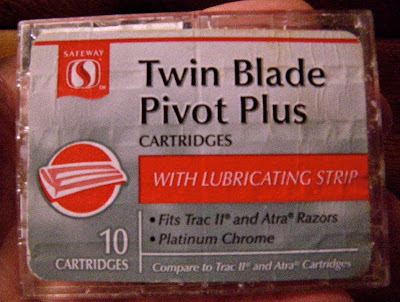 SAFEWAY
S
Twin Blade
Pivot Plus
CARTRIDGES
WITH LUBRICATING STRIP
• Fits Trac II® and Atra® Razors
• Platinum Chrome
10
CARTRIDGES
Compare to Trac II® and Atra® Cartridges